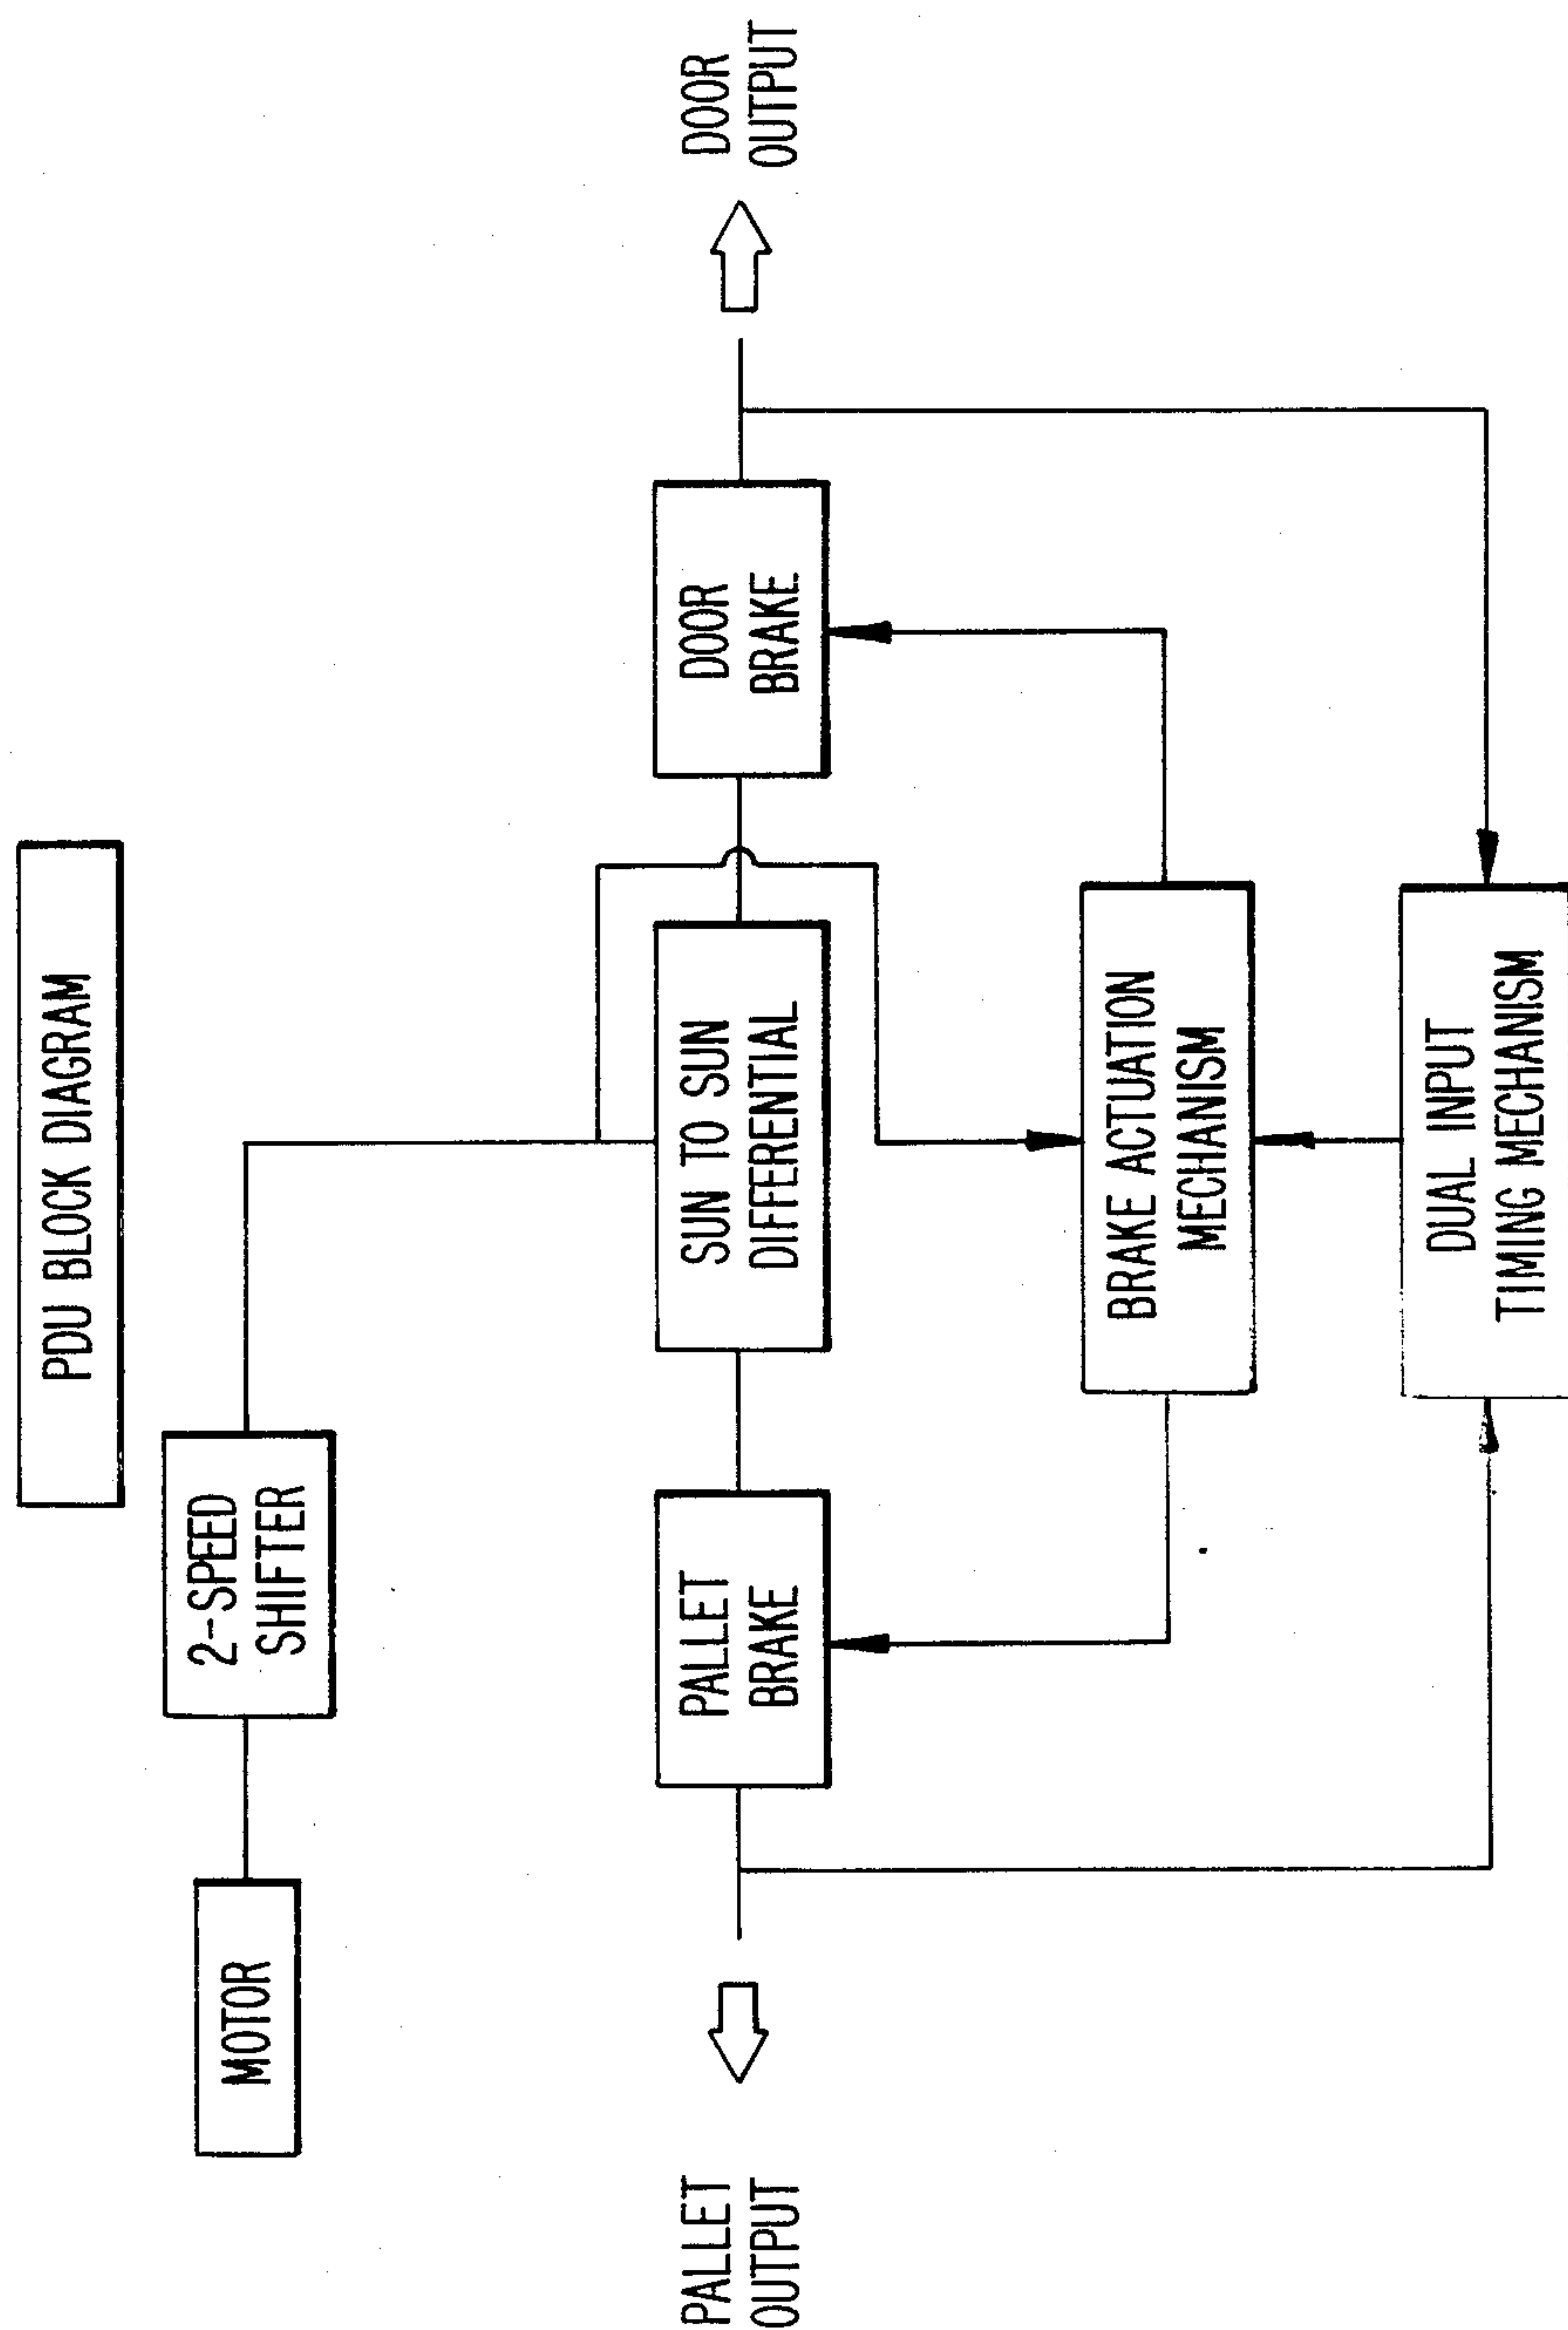 PDU BLOCK DIAGRAM
MOTOR
2-SPEED
SHIFTER
PALLET
OUTPUT
PALLET
BRAKE
SUN TO SUN
DIFFERENTIAL
DOOR
BRAKE
DOOR
OUTPUT
BRAKE ACTUATION
MECHANISM
DUAL INPUT
TIMING MECHANISM